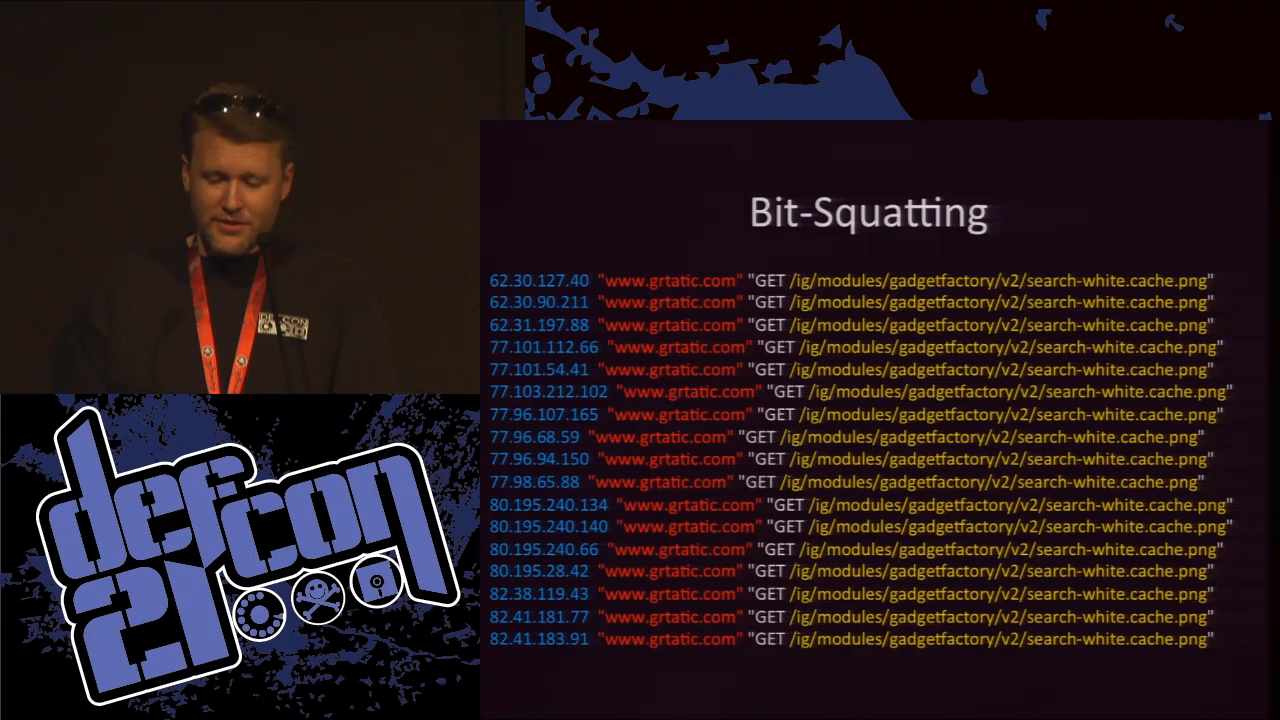 DEFCON
Bit-Squatting
62.30.127.40 "www.grtatic.com" "GET /ig/modules/gadgetfactory/v2/search-white.cache.png"
62.30.90.211 "www.grtatic.com" "GET /ig/modules/gadgetfactory/v2/search-white.cache.png"
62.31.197.88 "www.grtatic.com" "GET /ig/modules/gadgetfactory/v2/search-white.cache.png"
77.101.112.66 "www.grtatic.com" "GET /ig/modules/gadgetfactory/v2/search-white.cache.png"
77.101.54.41 "www.grtatic.com" "GET /ig/modules/gadgetfactory/v2/search-white.cache.png"
77.103.212.102 "www.grtatic.com" "GET /ig/modules/gadgetfactory/v2/search-white.cache.png"
77.96.107.165 "www.grtatic.com" "GET /ig/modules/gadgetfactory/v2/search-white.cache.png"
77.96.68.59 "www.grtatic.com" "GET /ig/modules/gadgetfactory/v2/search-white.cache.png"
77.96.94.150 "www.grtatic.com" "GET /ig/modules/gadgetfactory/v2/search-white.cache.png"
77.98.65.88 "www.grtatic.com" "GET /ig/modules/gadgetfactory/v2/search-white.cache.png"
80.195.240.134 "www.grtatic.com" "GET /ig/modules/gadgetfactory/v2/search-white.cache.png"
80.195.240.140 "www.grtatic.com" "GET /ig/modules/gadgetfactory/v2/search-white.cache.png"
80.195.240.66 "www.grtatic.com" "GET /ig/modules/gadgetfactory/v2/search-white.cache.png"
80.195.28.42 "www.grtatic.com" "GET /ig/modules/gadgetfactory/v2/search-white.cache.png"
82.38.119.43 "www.grtatic.com" "GET /ig/modules/gadgetfactory/v2/search-white.cache.png"
82.41.181.77 "www.grtatic.com" "GET /ig/modules/gadgetfactory/v2/search-white.cache.png"
82.41.183.91 "www.grtatic.com" "GET /ig/modules/gadgetfactory/v2/search-white.cache.png"
defcon
21